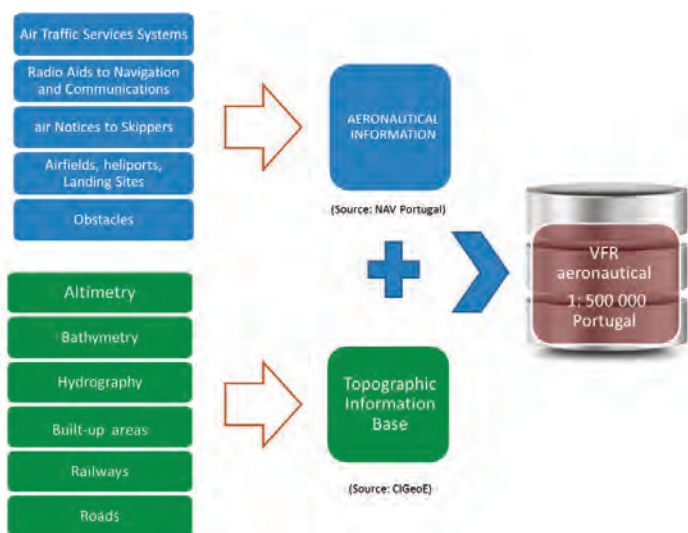 Air Traffic Services Systems
Radio Aids to Navigation
and Communications
air Notices to Skippers
Airfields, heliports,
Landing Sites
Obstacles
AERONAUTICAL
INFORMATION
(Source: NAV Portugal)
Altimetry
Bathymetry
Hydrography
Built-up areas
Railways
Roads
Topographic
Information
Base
(Source: CIGeoE)
VFR
aeronautical
1: 500 000
Portugal